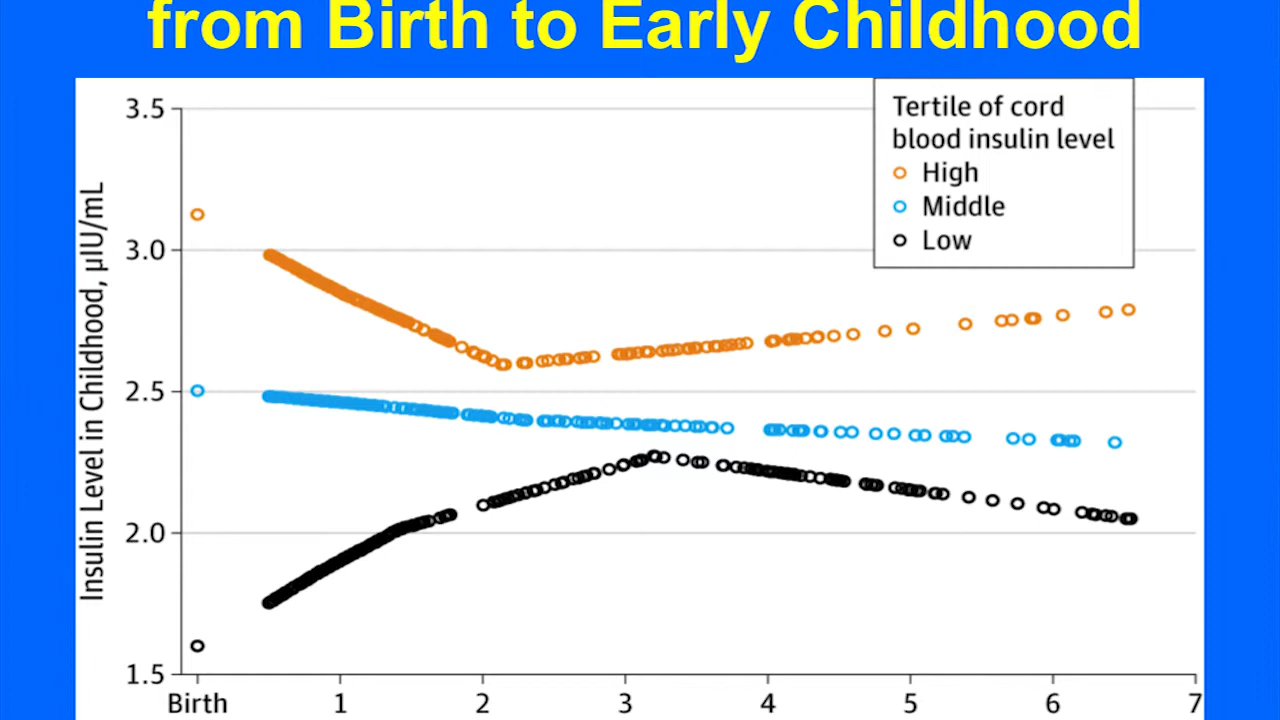 from Birth to Early Childhood
3.5
3.0
2.5
2.0
1.5
Insulin Level in Childhood, μIU/mL
Tertile of cord
blood insulin level
High
Middle
Low
Birth 1 2 3 4 5 6 7